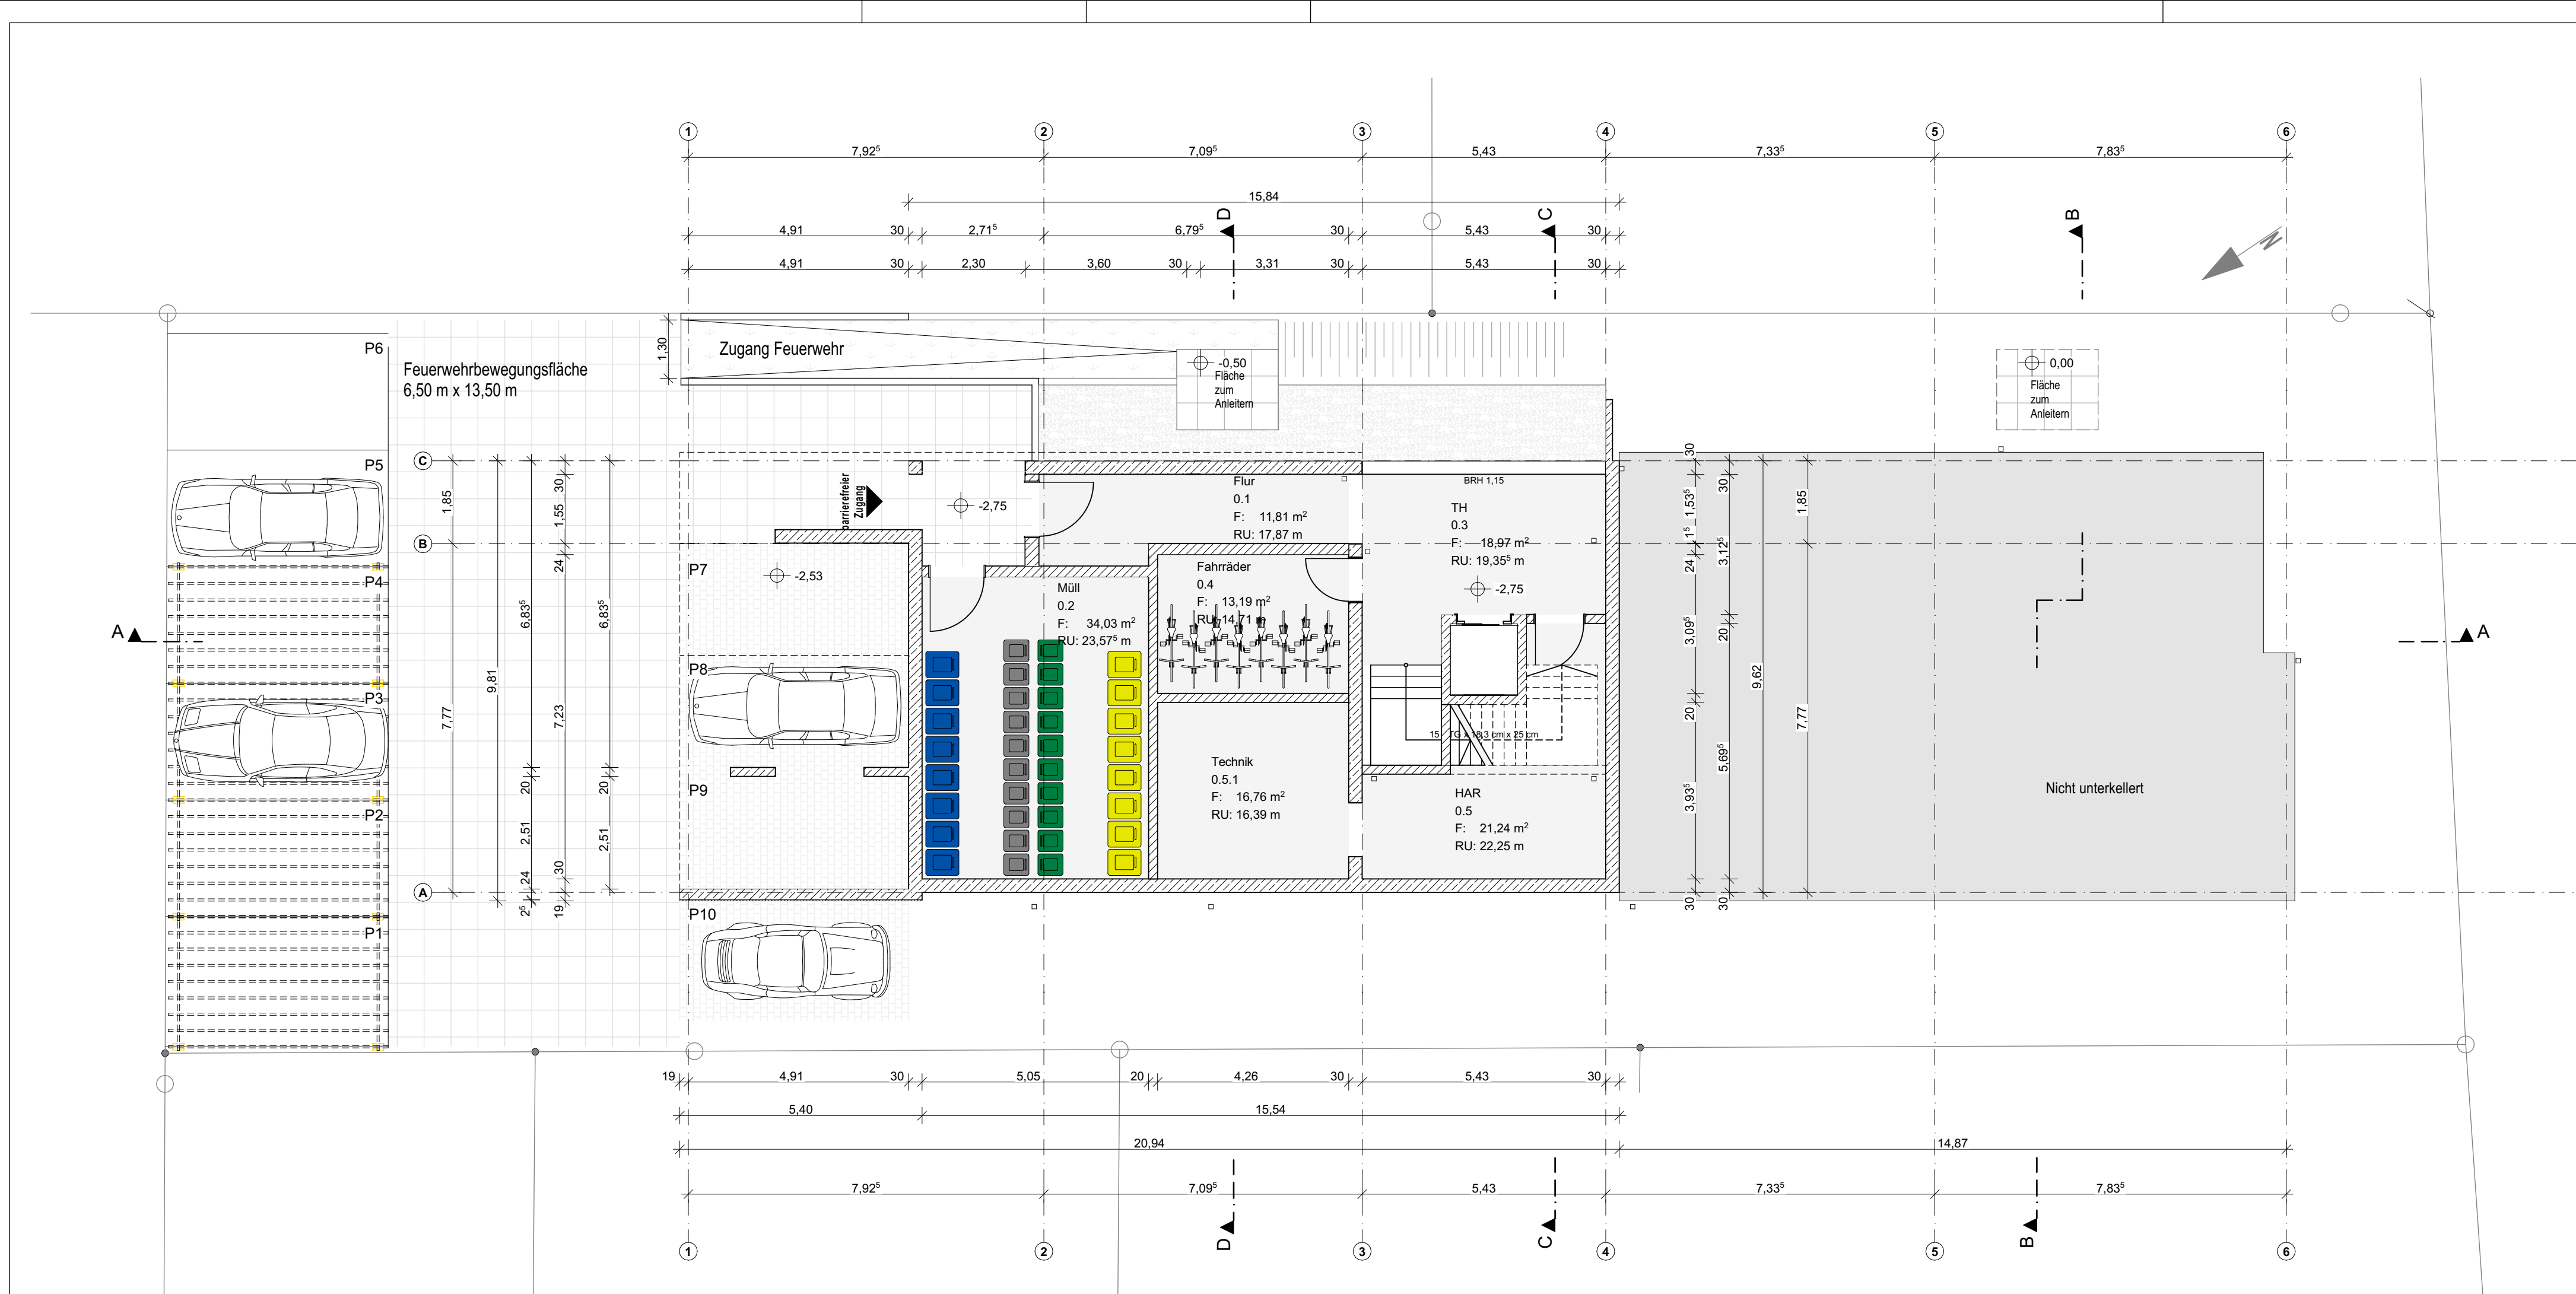 1 2 3 4 5 6
7,92⁵ 7,09⁵ 5,43 7,33⁵ 7,83⁵
15,84
D C B
4,91 30 2,71⁵ 6,79⁵ 30 5,43 30
N
4,91 30 2,30 3,60 30 3,31 30 5,43 30
P6
Feuerwehrbewegungsfläche
6,50 m x 13,50 m
1,30
Zugang Feuerwehr
-0,50
Fläche
zum
Anleitern
0,00
Fläche
zum
Anleitern
P5
C
B
A
1,85
7,77
9,81
6,83⁵
20
2,51
24
2⁵
30
1,55
24
7,23
30
19
6,83⁵
20
2,51
barrierefreier
Zugang
-2,75
Flur
0.1
F: 11,81 m²
RU: 17,87 m
BRH 1,15
TH
0.3
F: 18,97 m²
RU: 19,35⁵ m
-2,75
P7
-2,53
Müll
0.2
F: 34,03 m²
RU: 23,57⁵ m
Fahrräder
0.4
F: 13,19 m²
RU: 14,71 m
P4
A
A
P3
P8
P2
P9
P1
P10
15 STG x 18,3 cm x 25 cm
Technik
0.5.1
F: 16,76 m²
RU: 16,39 m
HAR
0.5
F: 21,24 m²
RU: 22,25 m
30
1,53⁵
1⁵
24
3,09⁵
20
3,93⁵
30
30
3,12⁵
20
5,69⁵
30
9,62
1,85
7,77
Nicht unterkellert
19 4,91 30 5,05 20 4,26 30 5,43 30
5,40 15,54
20,94 14,87
7,92⁵ 7,09⁵ 5,43 7,33⁵ 7,83⁵
D C B
1 2 3 4 5 6